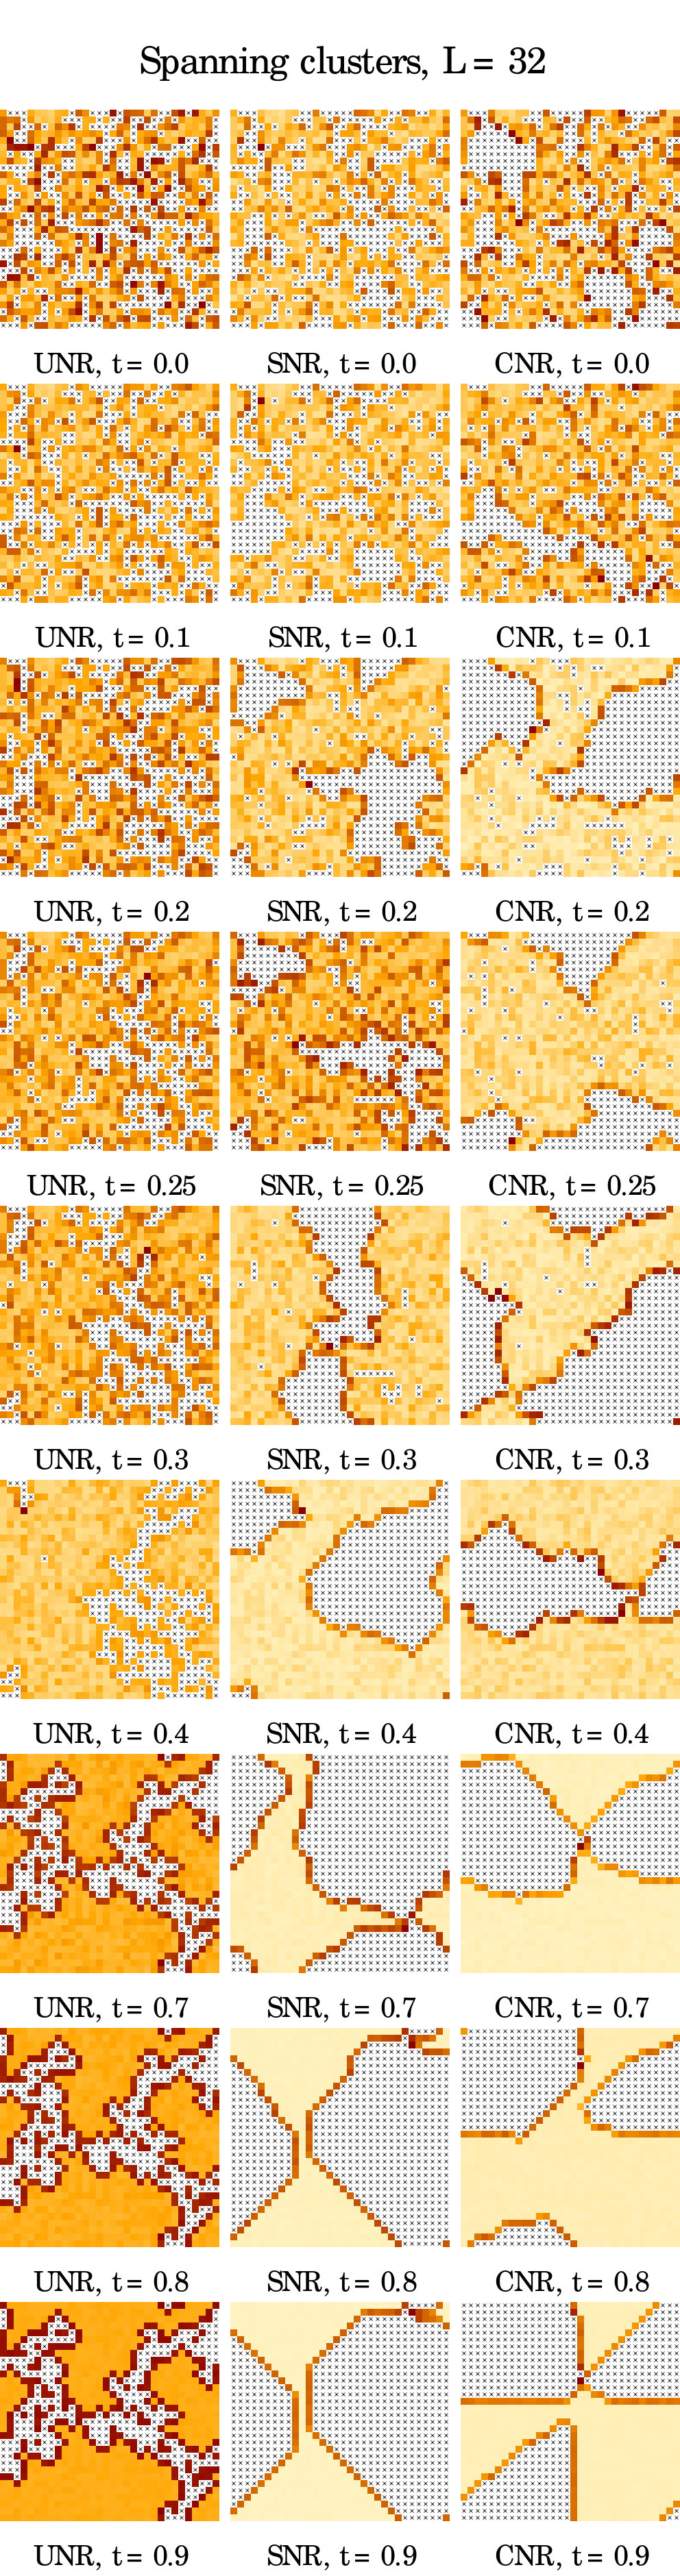 Spanning clusters, L = 32
UNR, t = 0.0 SNR, t = 0.0 CNR, t = 0.0
UNR, t = 0.1 SNR, t = 0.1 CNR, t = 0.1
UNR, t = 0.2 SNR, t = 0.2 CNR, t = 0.2
UNR, t = 0.25 SNR, t = 0.25 CNR, t = 0.25
UNR, t = 0.3 SNR, t = 0.3 CNR, t = 0.3
UNR, t = 0.4 SNR, t = 0.4 CNR, t = 0.4
UNR, t = 0.7 SNR, t = 0.7 CNR, t = 0.7
UNR, t = 0.8 SNR, t = 0.8 CNR, t = 0.8
UNR, t = 0.9 SNR, t = 0.9 CNR, t = 0.9